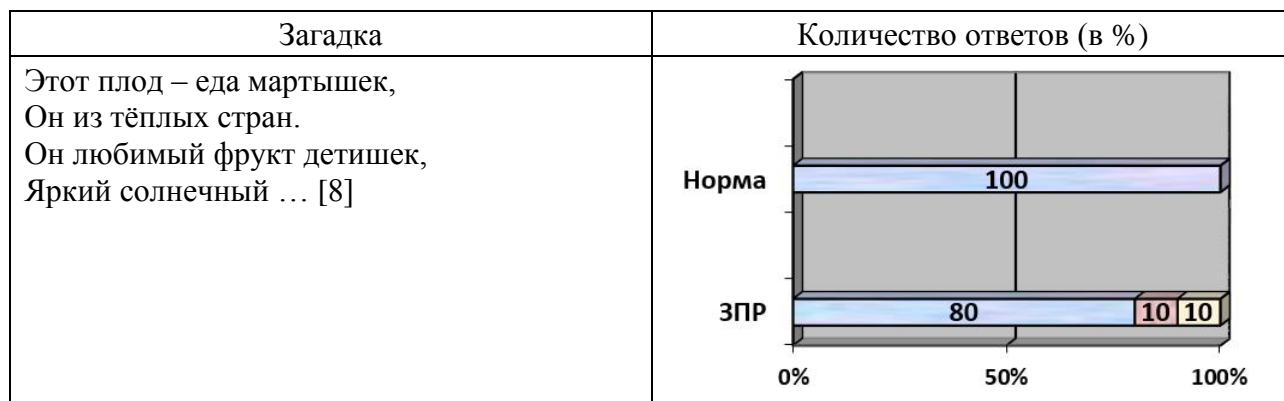 Загадка
Количество ответов (в %)
Этот плод – еда мартышек,
Он из тёплых стран.
Он любимый фрукт детишек,
Яркий солнечный … [8]
Норма
100
ЗПР
80
10
10
0%
50%
100%